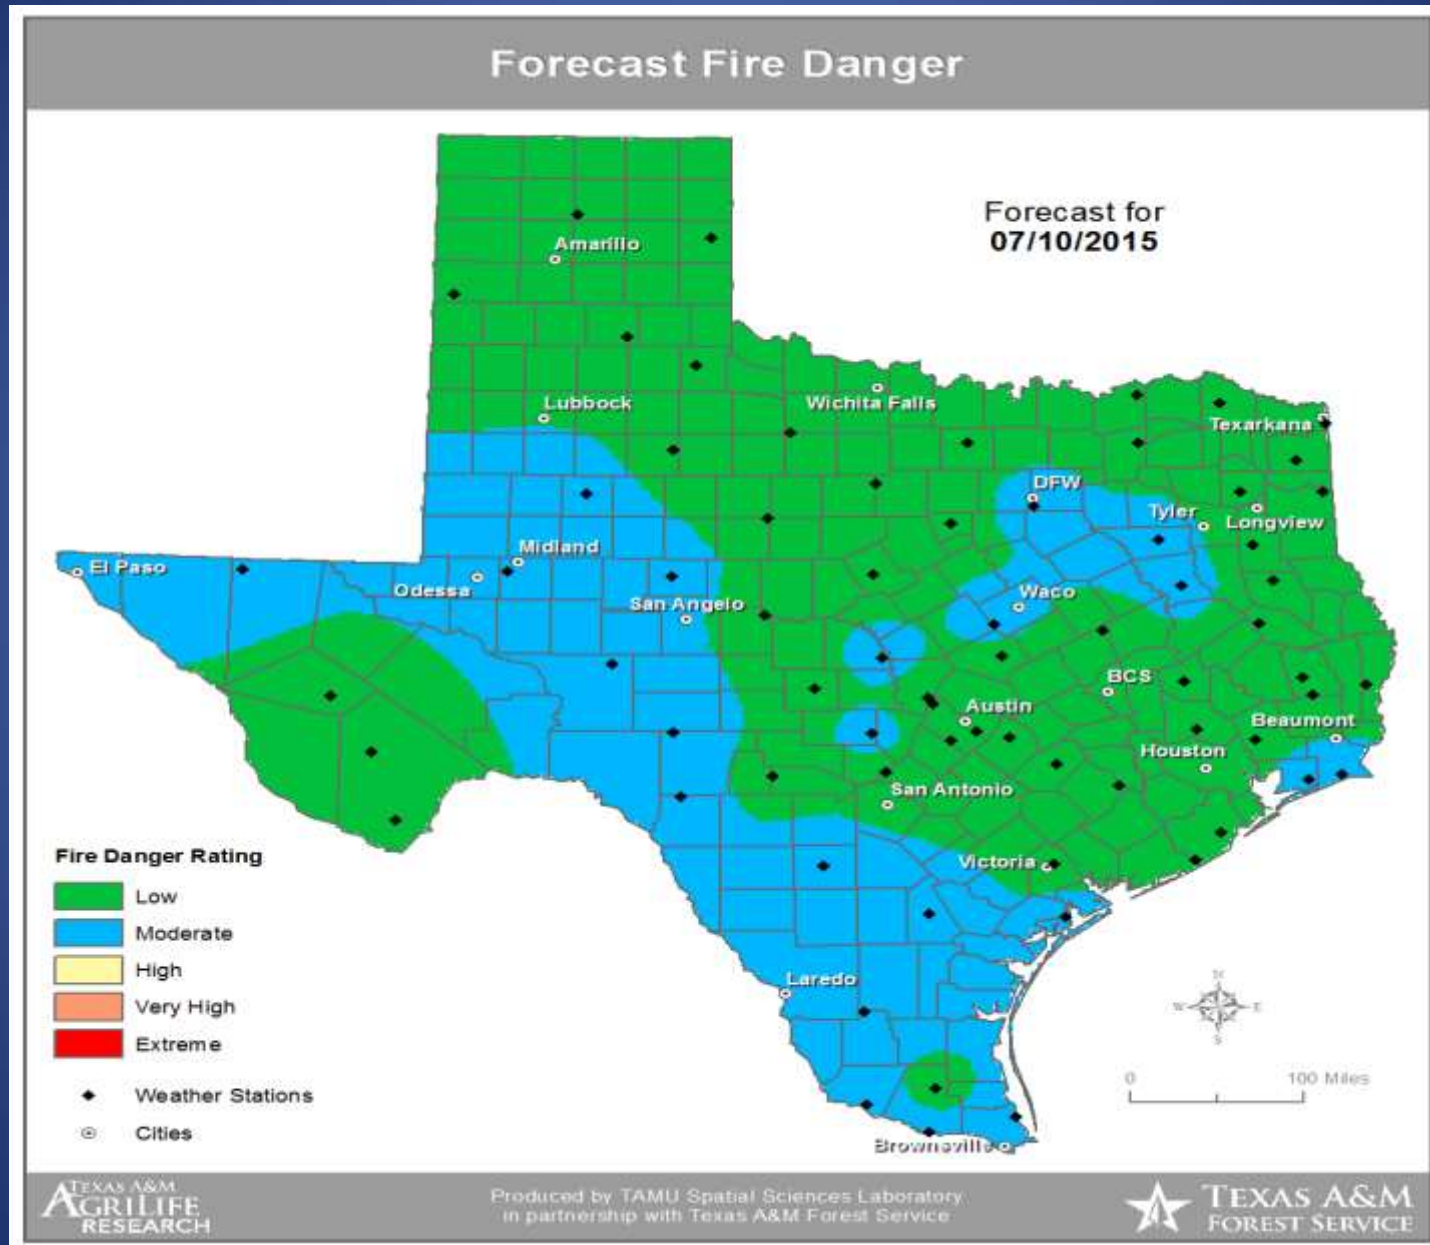 Forecast Fire Danger
Forecast for
07/10/2015
Amarillo
Lubbock
Wichita Falls
Texarkana
DFW
Tyler
Longview
Midland
El Paso
Odessa
San Angelo
Waco
BCS
Austin
Beaumont
Houston
San Antonio
Victoria
Laredo
Brownsville
Fire Danger Rating
Low
Moderate
High
Very High
Extreme
Weather Stations
Cities
N
W
E
S
0
100 Miles
TEXAS A&M
AGRILIFE
RESEARCH
Produced by TAMU Spatial Sciences Laboratory
in partnership with Texas A&M Forest Service
TEXAS A&M
FOREST SERVICE